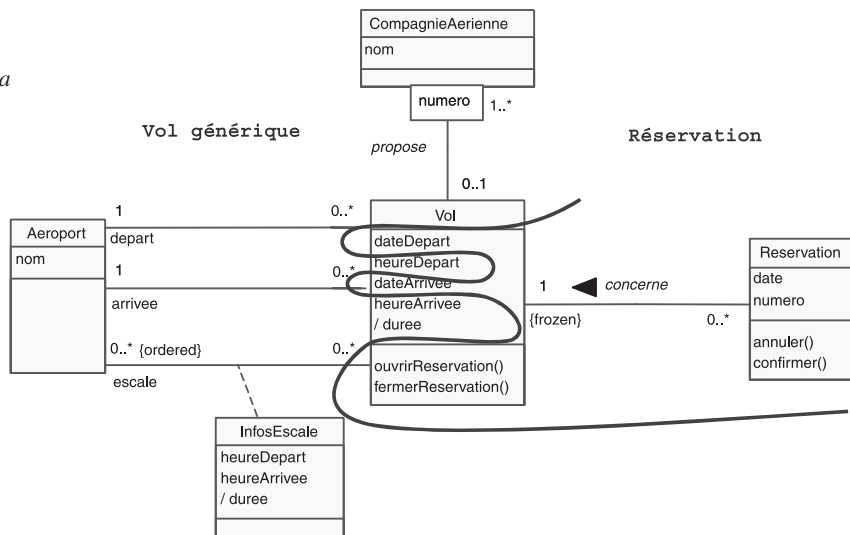 CompagnieAerienne
nom
a
numero 1..*
Vol générique
Réservation
propose
0..1
1 0..* Vol
Aeroport depart
nom
dateDepart
heureDepart
1 0..* dateArrivee
arrivee heureArrivee
/ duree
1 concerne
{frozen} 0..*
Reservation
date
numero
annuler()
confirmer()
0..* {ordered} 0..*
escale
ouvrirReservation()
fermerReservation()
InfosEscale
heureDepart
heureArrivee
/ duree